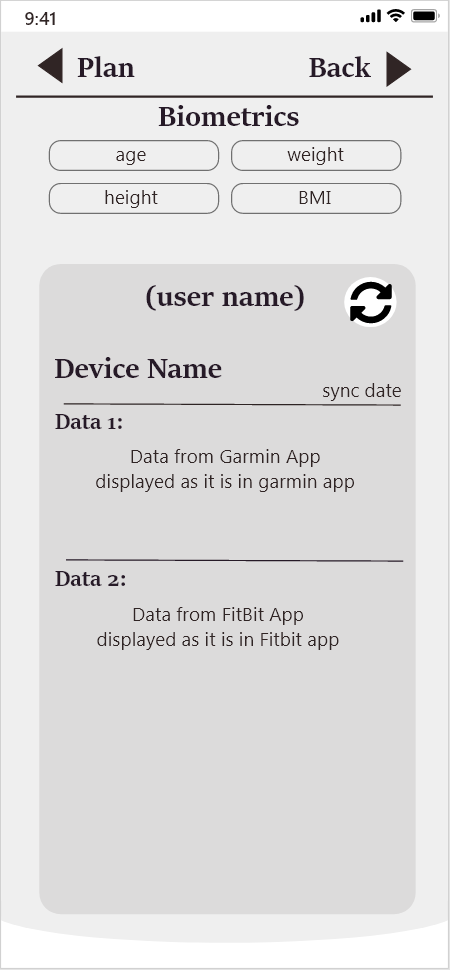 9:41
Plan
Back
Biometrics
age
weight
height
BMI
(user name)
Device Name
sync date
Data 1:
Data from Garmin App
displayed as it is in garmin app
Data 2:
Data from FitBit App
displayed as it is in Fitbit app